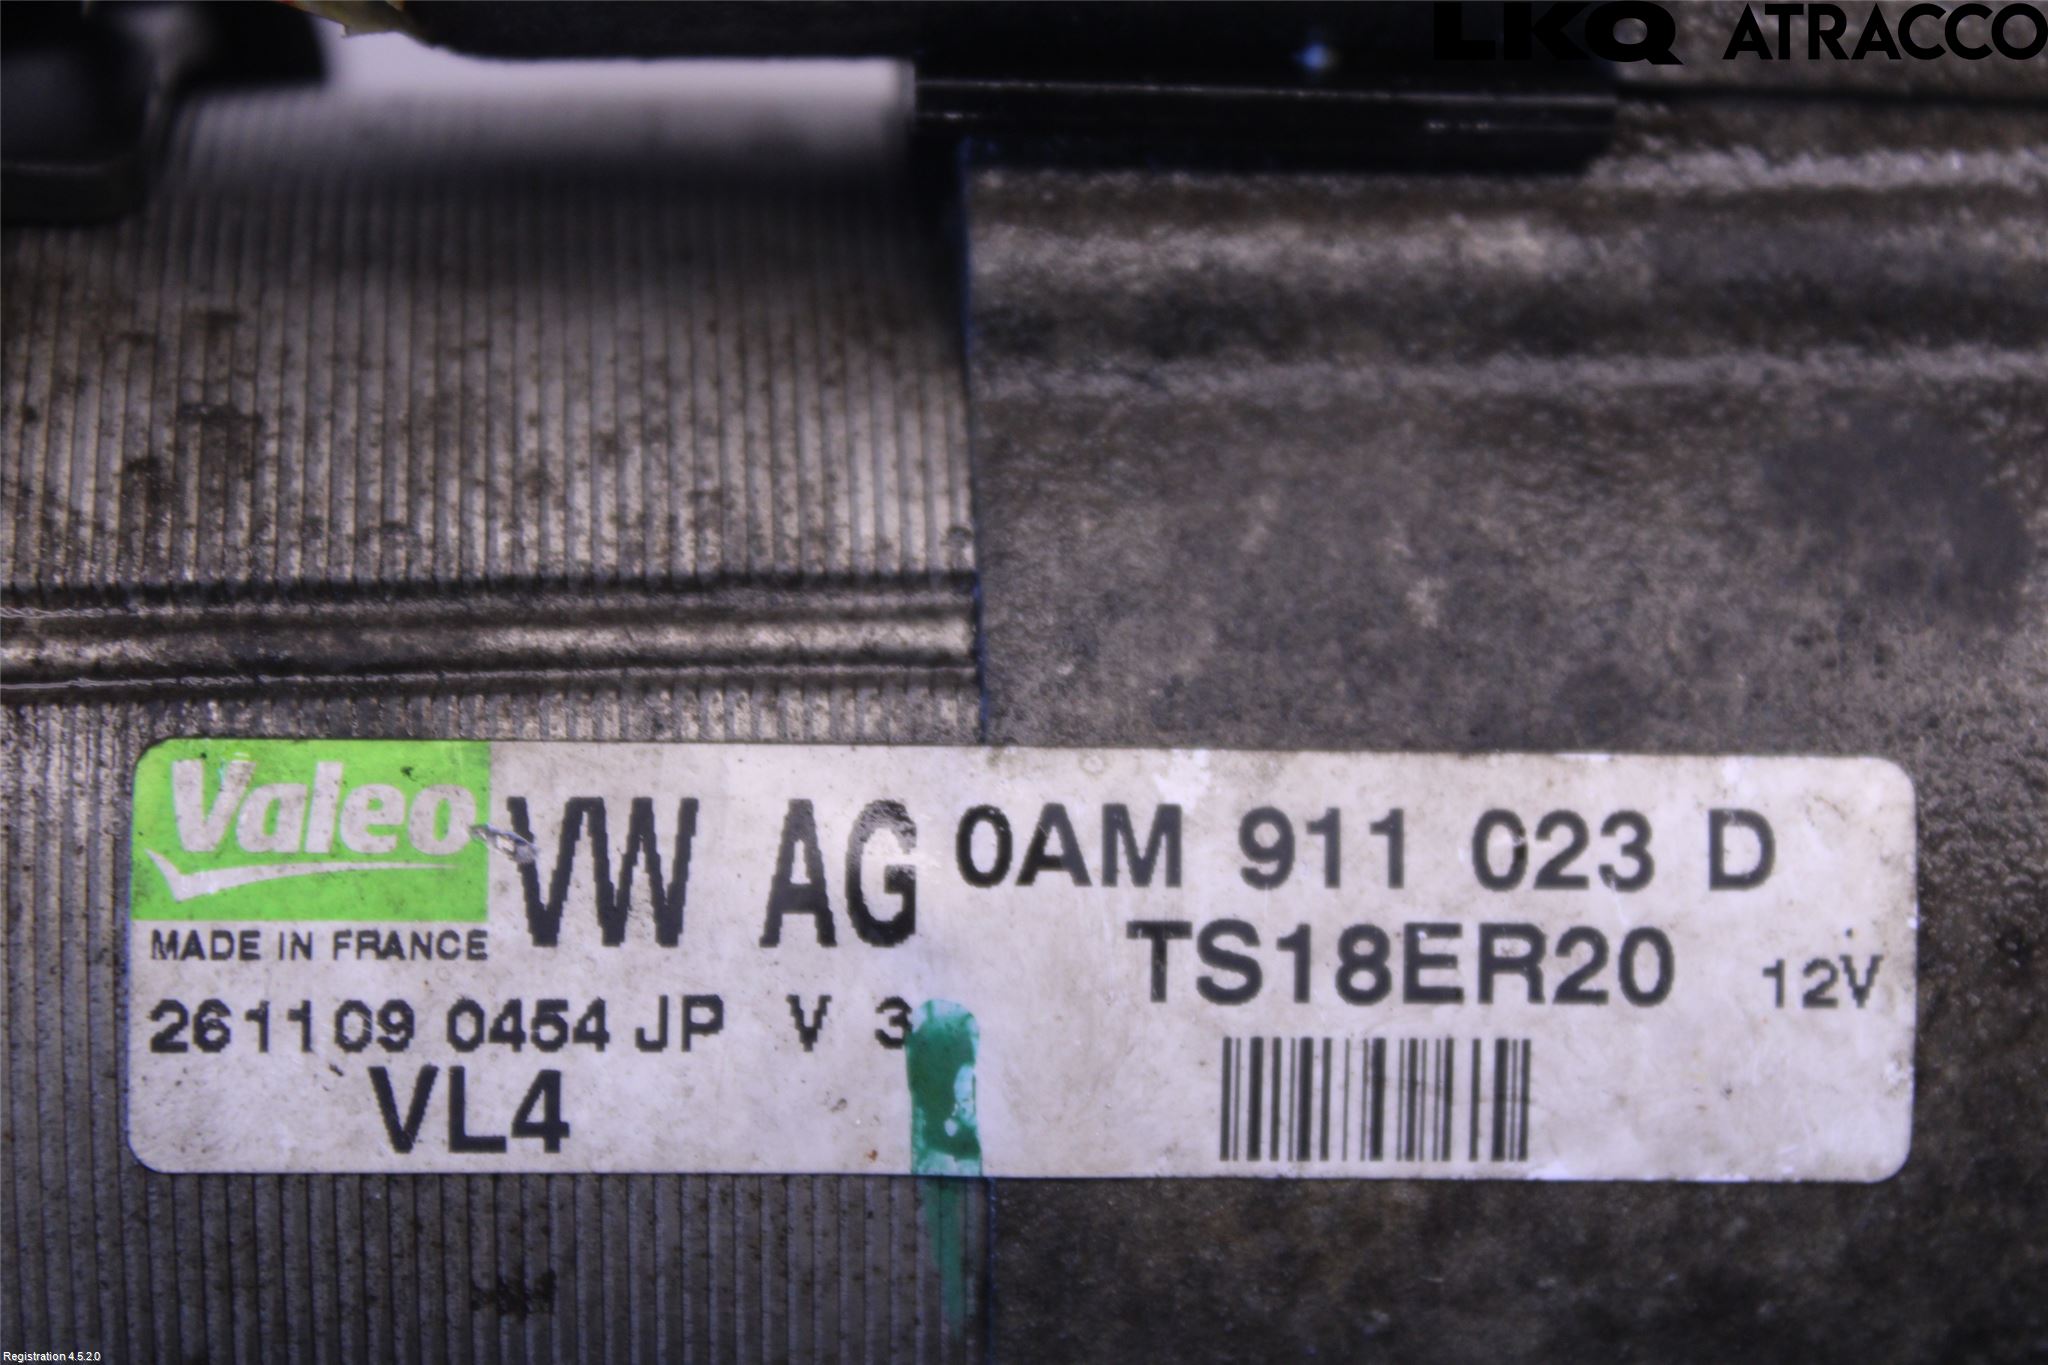 LKQ ATRACCO
Valeo VW AG 0AM 911 023 D
MADE IN FRANCE TS18ER20 12V
261109 0454 JP V 3
VL4
Registration 4.5.2.0